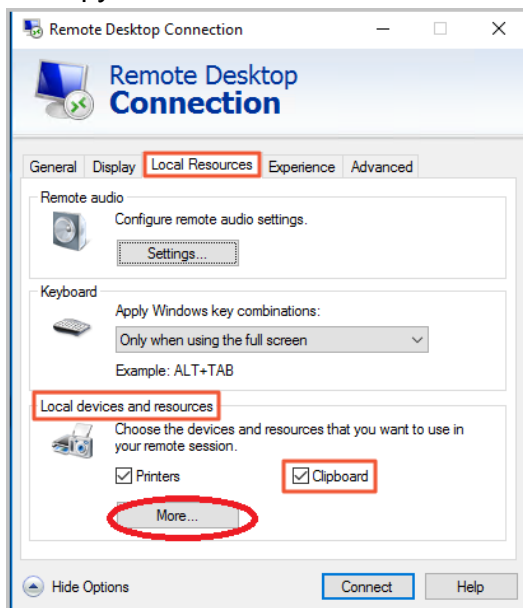 Remote Desktop Connection
Remote Desktop
Connection
General Display Local Resources Experience Advanced
Remote audio
Configure remote audio settings.
Settings...
Keyboard
Apply Windows key combinations:
Only when using the full screen
Example: ALT+TAB
Local devices and resources
Choose the devices and resources that you want to use in
your remote session.
Printers Clipboard
More...
Hide Options Connect Help